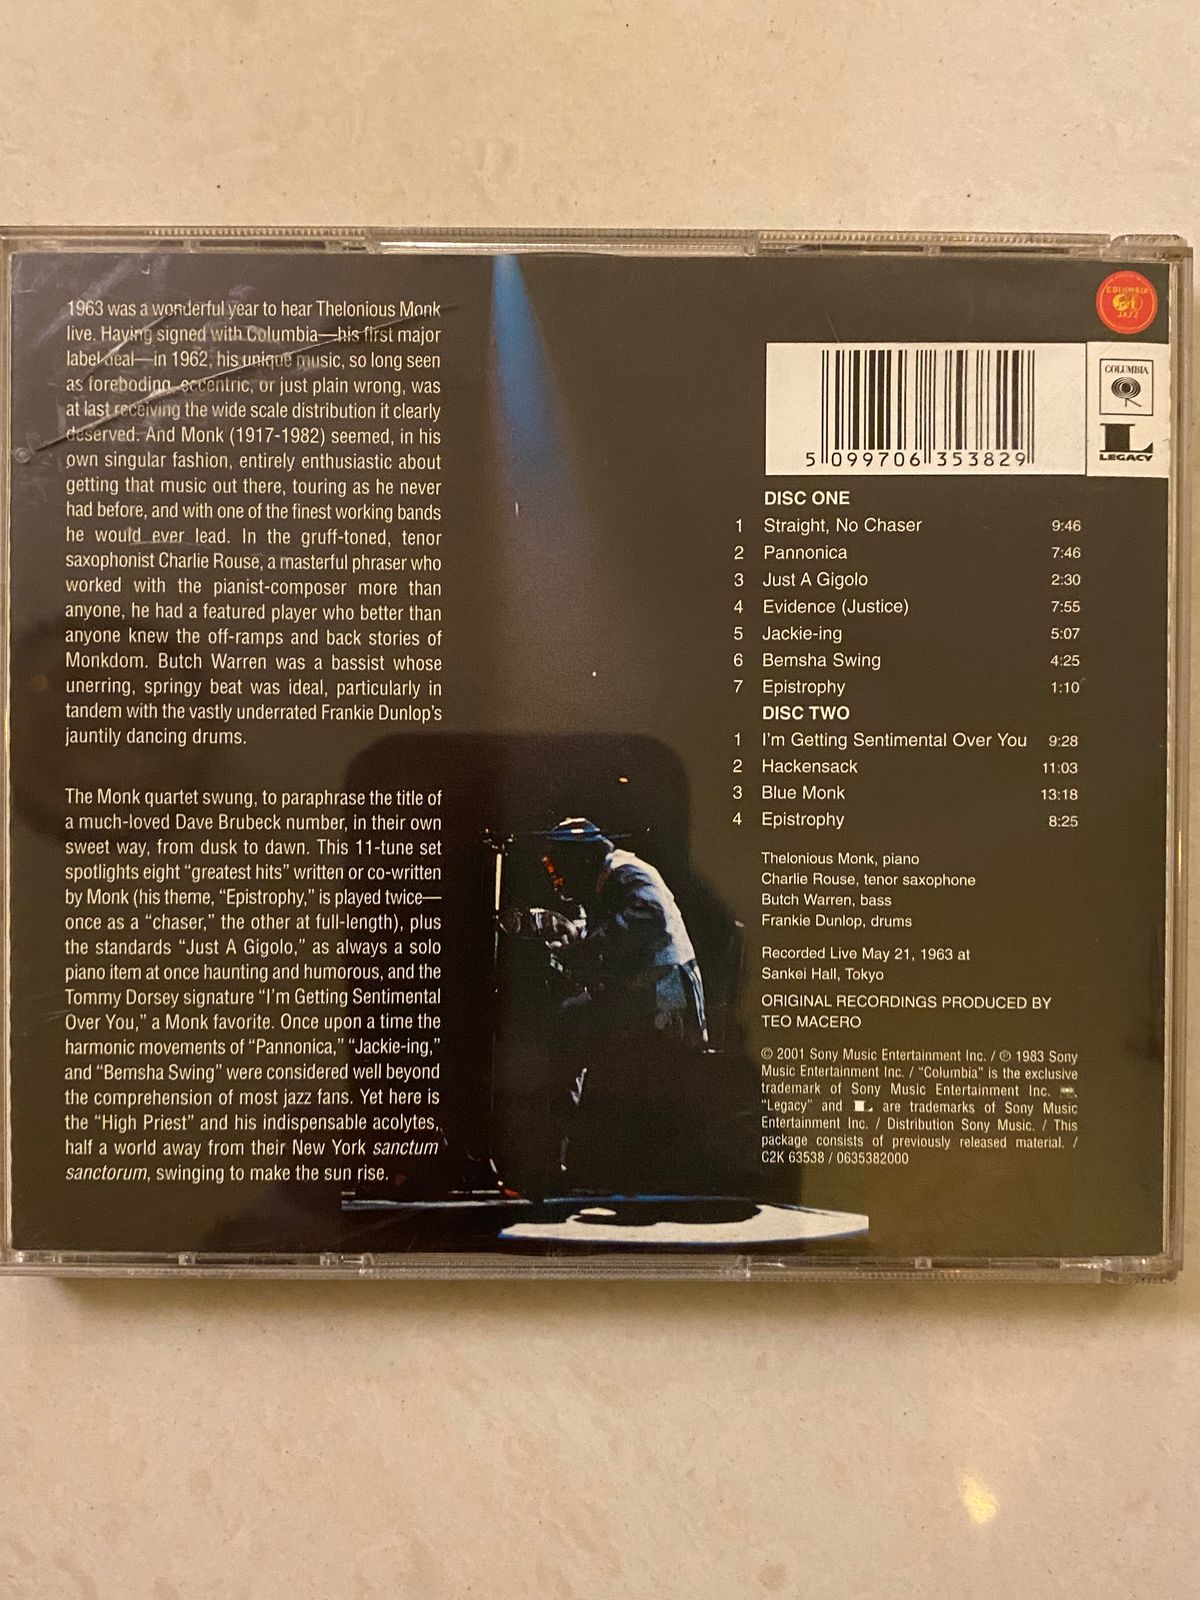 1963 was a wonderful year to hear Thelonious Monk
live. Having signed with Columbia—his first major
label deal—in 1962, his unique music, so long seen
as foreboding, eccentric, or just plain wrong, was
at last receiving the wide scale distribution it clearly
deserved. And Monk (1917-1982) seemed, in his
own singular fashion, entirely enthusiastic about
getting that music out there, touring as he never
had before, and with one of the finest working bands
he would ever lead. In the gruff-toned, tenor
saxophonist Charlie Rouse, a masterful phraser who
worked with the pianist-composer more than
anyone, he had a featured player who better than
anyone knew the off-ramps and back stories of
Monkdom. Butch Warren was a bassist whose
unerring, springy beat was ideal, particularly in
tandem with the vastly underrated Frankie Dunlop's
jauntily dancing drums.
The Monk quartet swung, to paraphrase the title of
a much-loved Dave Brubeck number, in their own
sweet way, from dusk to dawn. This 11-tune set
spotlights eight “greatest hits” written or co-written
by Monk (his theme, “Epistrophy,” is played twice—
once as a “chaser,” the other at full-length), plus
the standards “Just A Gigolo,” as always a solo
piano item at once haunting and humorous, and the
Tommy Dorsey signature “I'm Getting Sentimental
Over You,” a Monk favorite. Once upon a time the
harmonic movements of “Pannonica,” “Jackie-ing,”
and “Bemsha Swing” were considered well beyond
the comprehension of most jazz fans. Yet here is
the “High Priest” and his indispensable acolytes,
half a world away from their New York sanctum
sanctorum, swinging to make the sun rise.
COLUMBIA
JAZZ
COLUMBIA
L
LEGACY
5 099706 353829
DISC ONE
1 Straight, No Chaser 9:46
2 Pannonica 7:46
3 Just A Gigolo 2:30
4 Evidence (Justice) 7:55
5 Jackie-ing 5:07
6 Bemsha Swing 4:25
7 Epistrophy 1:10
DISC TWO
1 I'm Getting Sentimental Over You 9:28
2 Hackensack 11:03
3 Blue Monk 13:18
4 Epistrophy 8:25
Thelonious Monk, piano
Charlie Rouse, tenor saxophone
Butch Warren, bass
Frankie Dunlop, drums
Recorded Live May 21, 1963 at
Sankei Hall, Tokyo
ORIGINAL RECORDINGS PRODUCED BY
TEO MACERO
© 2001 Sony Music Entertainment Inc. / ℗ 1983 Sony
Music Entertainment Inc. / “Columbia” is the exclusive
trademark of Sony Music Entertainment Inc.
“Legacy” and L are trademarks of Sony Music
Entertainment Inc. / Distribution Sony Music. / This
package consists of previously released material. /
C2K 63538 / 0635382000